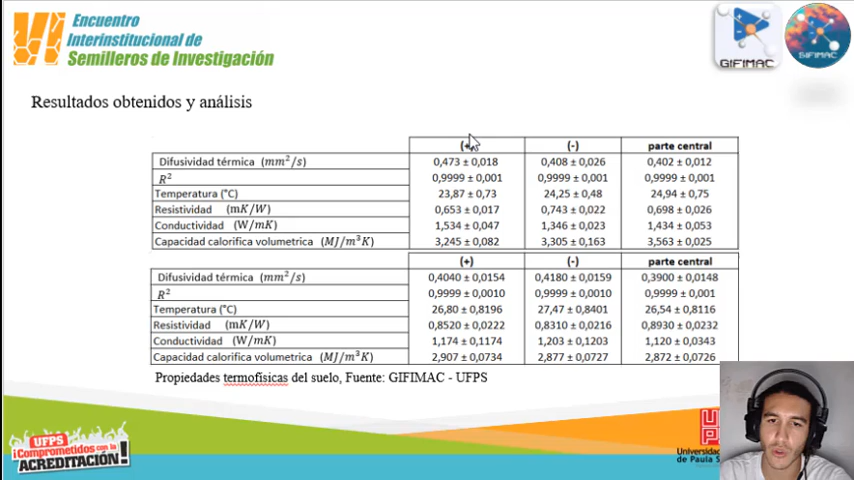 Encuentro
Interinstitucional de
Semilleros de Investigación
GIFIMAC
GIFIMAC
Resultados obtenidos y análisis
(+) (-) parte central
Difusividad térmica (mm²/s) 0,473 ± 0,018 0,408 ± 0,026 0,402 ± 0,012
R² 0,9999 ± 0,001 0,9999 ± 0,001 0,9999 ± 0,001
Temperatura (°C) 23,87 ± 0,73 24,25 ± 0,48 24,94 ± 0,75
Resistividad (mK/W) 0,653 ± 0,017 0,743 ± 0,022 0,698 ± 0,026
Conductividad (W/mK) 1,534 ± 0,047 1,346 ± 0,023 1,434 ± 0,053
Capacidad calorifica volumetrica (MJ/m³K) 3,245 ± 0,082 3,305 ± 0,163 3,563 ± 0,025
(+) (-) parte central
Difusividad térmica (mm²/s) 0,4040 ± 0,0154 0,4180 ± 0,0159 0,3900 ± 0,0148
R² 0,9999 ± 0,0010 0,9999 ± 0,0010 0,9999 ± 0,001
Temperatura (°C) 26,80 ± 0,8196 27,47 ± 0,8401 26,54 ± 0,8116
Resistividad (mK/W) 0,8520 ± 0,0222 0,8310 ± 0,0216 0,8930 ± 0,0232
Conductividad (W/mK) 1,174 ± 0,1174 1,203 ± 0,1203 1,120 ± 0,0343
Capacidad calorifica volumetrica (MJ/m³K) 2,907 ± 0,0734 2,877 ± 0,0727 2,872 ± 0,0726
Propiedades termofísicas del suelo, Fuente: GIFIMAC - UFPS
UFPS
¡Comprometidos con la
ACREDITACIÓN!
de Paula